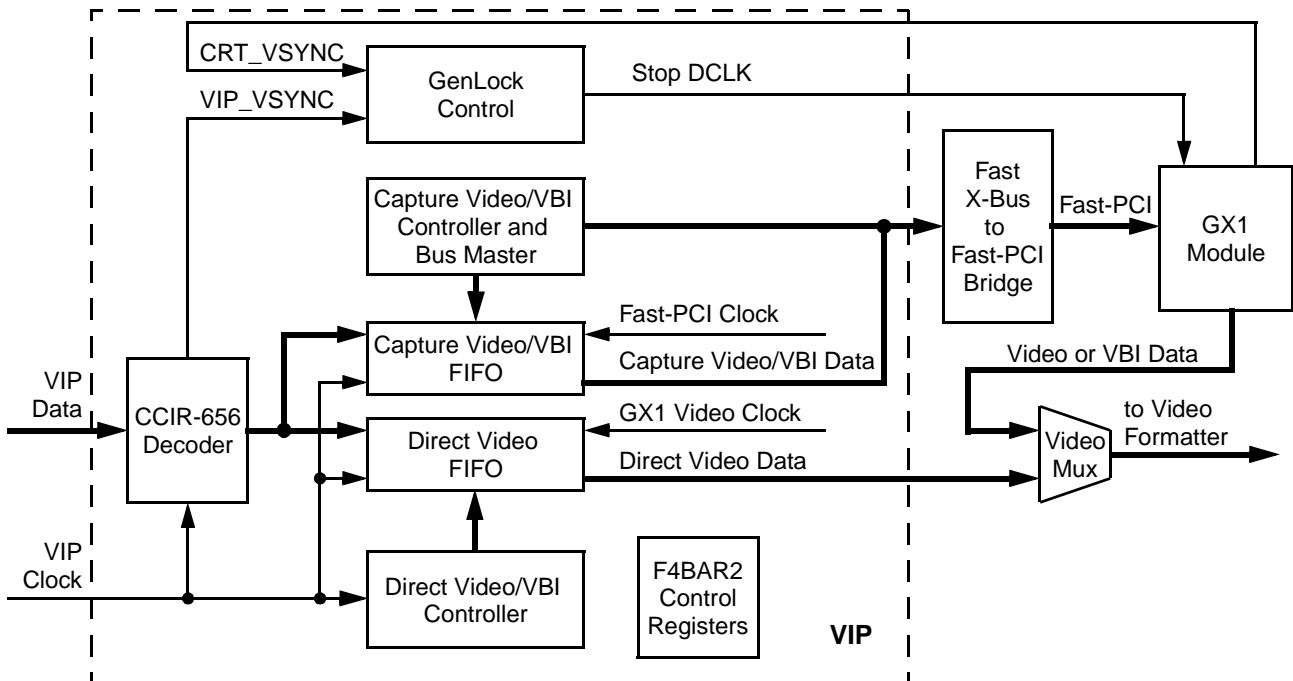 CRT_VSYNC
VIP_VSYNC
GenLock
Control
Stop DCLK
Capture Video/VBI
Controller and
Bus Master
Fast
X-Bus
to
Fast-PCI
Bridge
Fast-PCI
GX1
Module
Fast-PCI Clock
Capture Video/VBI
FIFO
Capture Video/VBI Data
Video or VBI Data
VIP
Data
CCIR-656
Decoder
GX1 Video Clock
Direct Video
FIFO
Direct Video Data
Video
Mux
to Video
Formatter
VIP
Clock
Direct Video/VBI
Controller
F4BAR2
Control
Registers
VIP